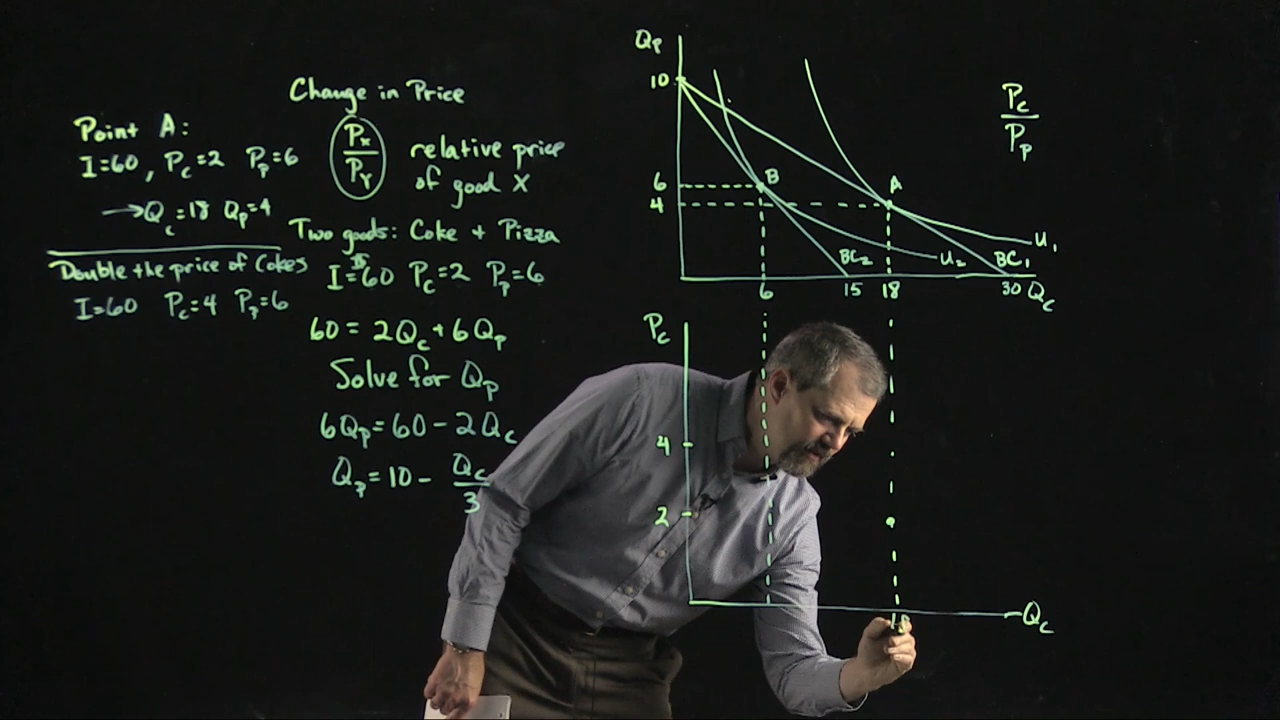 Point A:
I=60, Pc=2 Pp=6
→Qc=18 Qp=4
Double the price of Cokes
I=60 Pc=4 Pp=6
Change in Price
Px
Py
relative price
of good X
Two goods: Coke + Pizza
I=$60 Pc=2 Pp=6
60 = 2Qc + 6Qp
Solve for Qp
6Qp = 60 - 2Qc
Qp = 10 - Qc
3
Qp
10
6
4
B
A
U1
U2
BC2
BC1
6
15
18
30
Qc
Pc
Pp
Pc
4
2
Qc